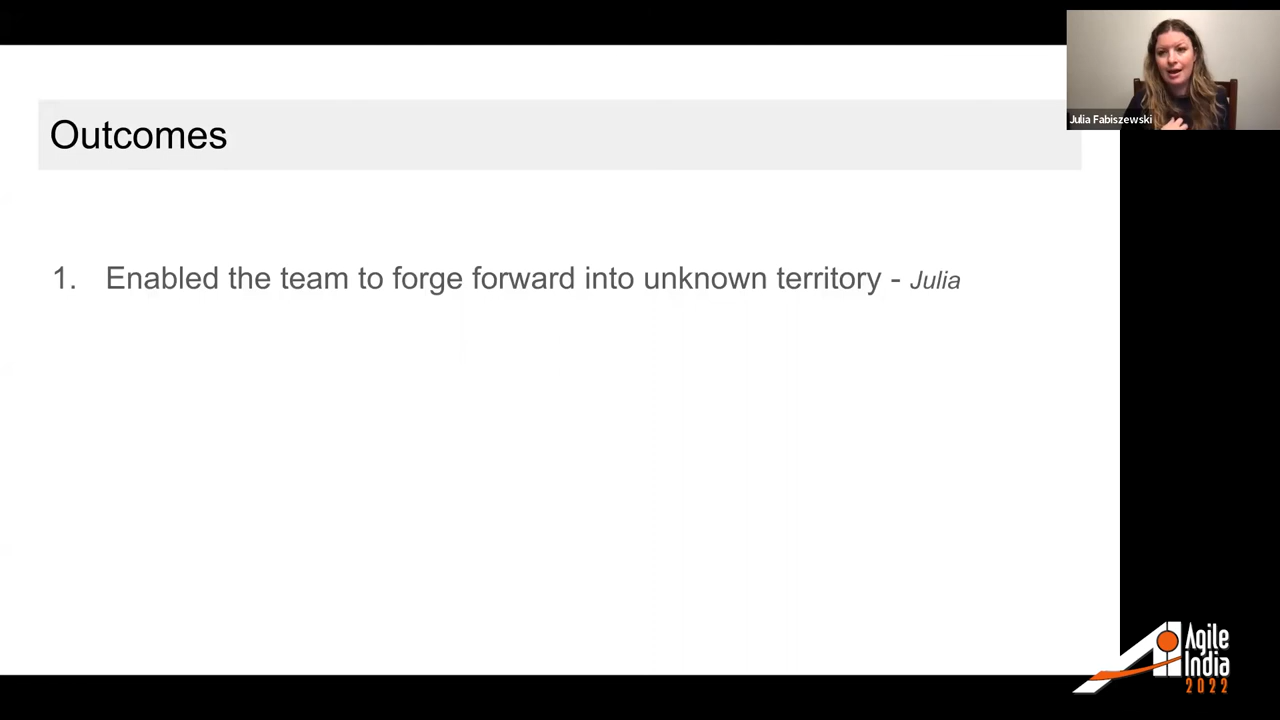 Julia Fabiszewski
Outcomes
1. Enabled the team to forge forward into unknown territory - Julia
Agile
India
2022